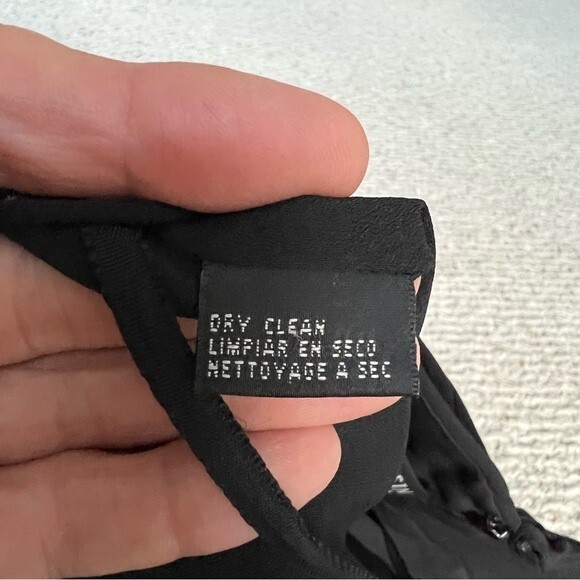 DRY CLEAN
LIMPIAR EN SECO
NETTOYAGE A SEC